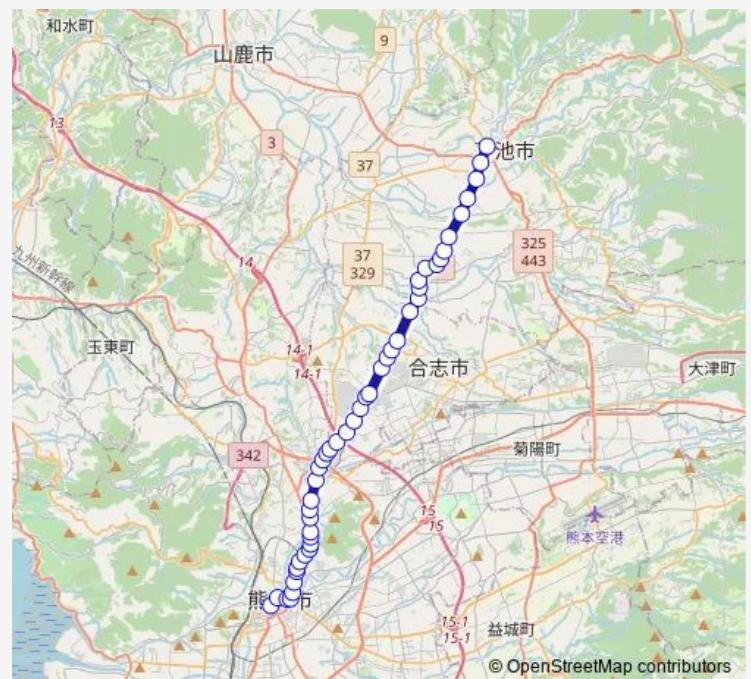 和水町
9
山鹿市
13
3
37
池市
325
443
37
329
14
九州新幹線
14-1
14-1
玉東町
合志市
大津町
342
菊陽町
15
15
熊本空港
熊
市
15-1
15-1
益城町
© OpenStreetMap contributors